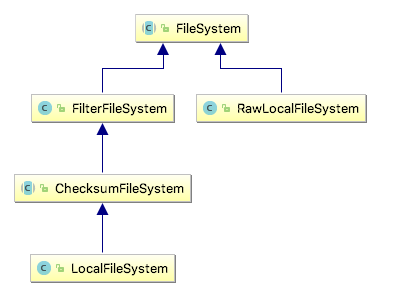 C FileSystem
C FilterFileSystem
C RawLocalFileSystem
C ChecksumFileSystem
C LocalFileSystem